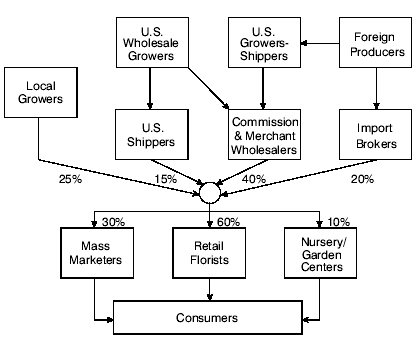 U.S.
Wholesale
Growers
U.S.
Growers-
Shippers
Foreign
Producers
Local
Growers
U.S.
Shippers
Commission
& Merchant
Wholesalers
Import
Brokers
25%
15%
40%
20%
30%
60%
10%
Mass
Marketers
Retail
Florists
Nursery/
Garden
Centers
Consumers